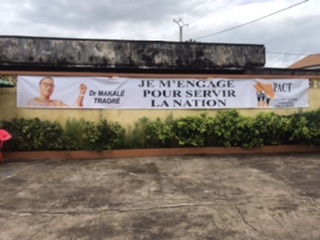 Dr MAKALÉ
TRAORÉ
JE M'ENGAGE
POUR SERVIR
LA NATION
PACT